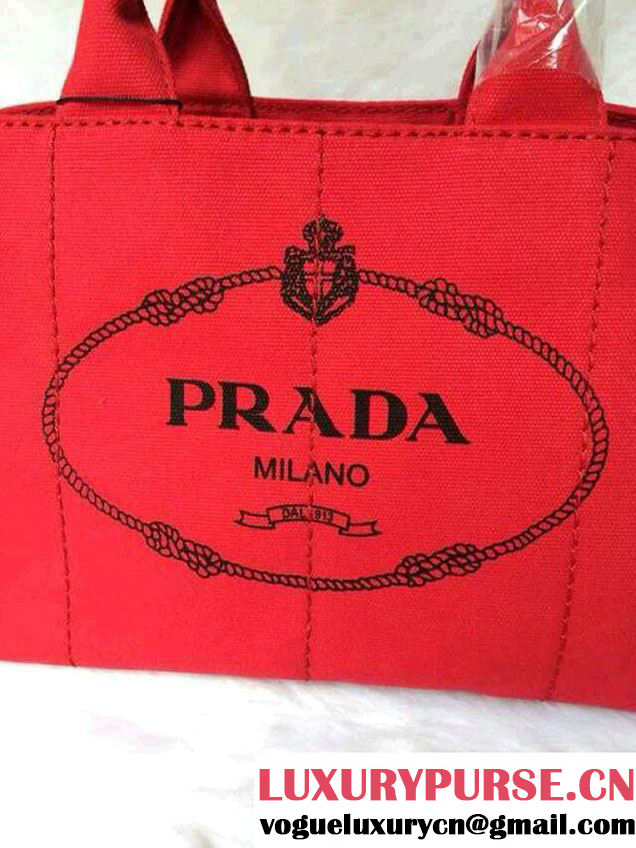 PRADA
MILANO
DAL 1913
LUXURYPURSE.CN
vogueluxurycn@gmail.com